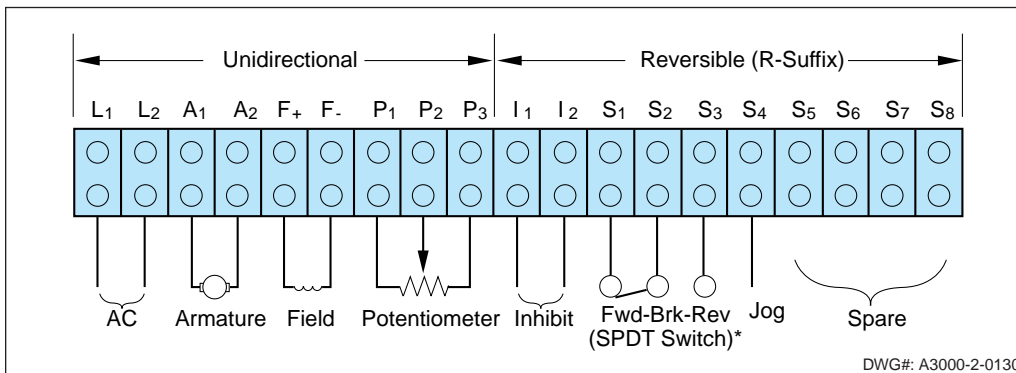 Unidirectional Reversible (R-Suffix)
L1 L2 A1 A2 F+ F- P1 P2 P3 I1 I2 S1 S2 S3 S4 S5 S6 S7 S8
AC Armature Field Potentiometer Inhibit Fwd-Brk-Rev Jog Spare
(SPDT Switch)*
DWG#: A3000-2-0130